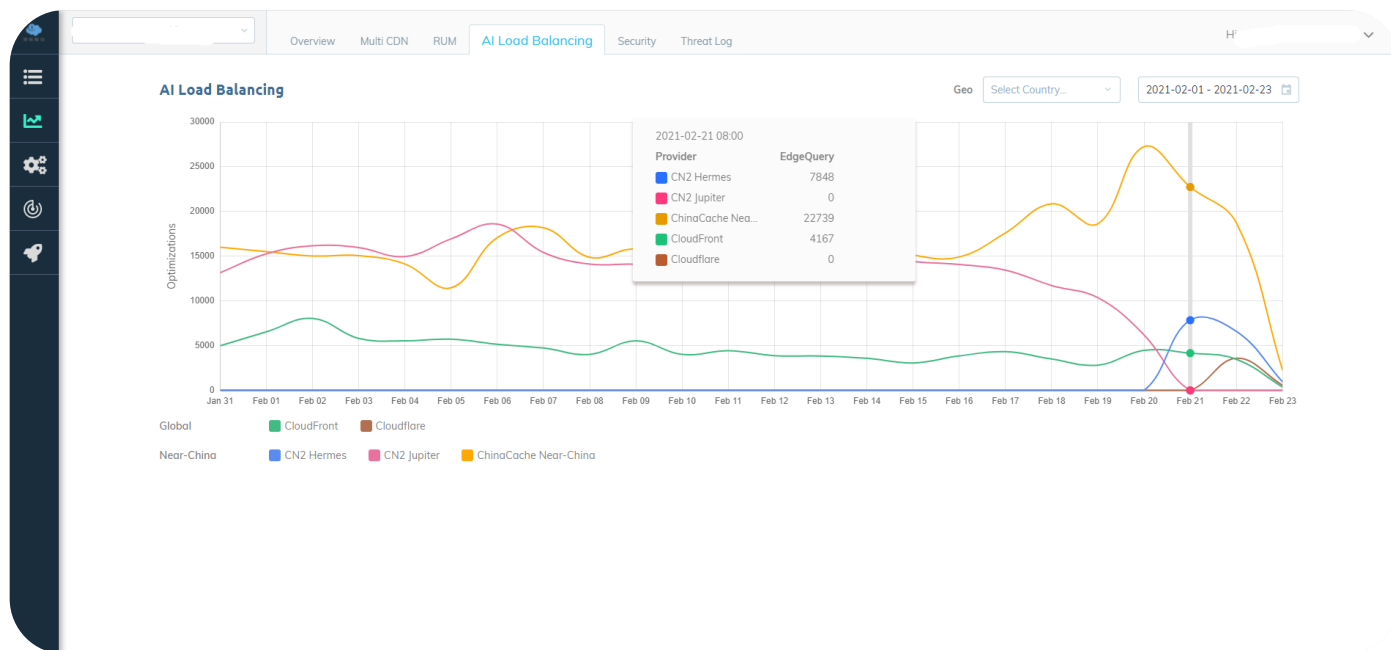 Overview Multi CDN RUM AI Load Balancing Security Threat Log
AI Load Balancing
Geo Select Country... 2021-02-01 - 2021-02-23
30000
25000
20000
15000
10000
5000
0
Optimizations
2021-02-21 08:00
Provider EdgeQuery
CN2 Hermes 7848
CN2 Jupiter 0
ChinaCache Nea... 22739
CloudFront 4167
Cloudflare 0
Jan 31 Feb 01 Feb 02 Feb 03 Feb 04 Feb 05 Feb 06 Feb 07 Feb 08 Feb 09 Feb 10 Feb 11 Feb 12 Feb 13 Feb 14 Feb 15 Feb 16 Feb 17 Feb 18 Feb 19 Feb 20 Feb 21 Feb 22 Feb 23
Global CloudFront Cloudflare
Near-China CN2 Hermes CN2 Jupiter ChinaCache Near-China